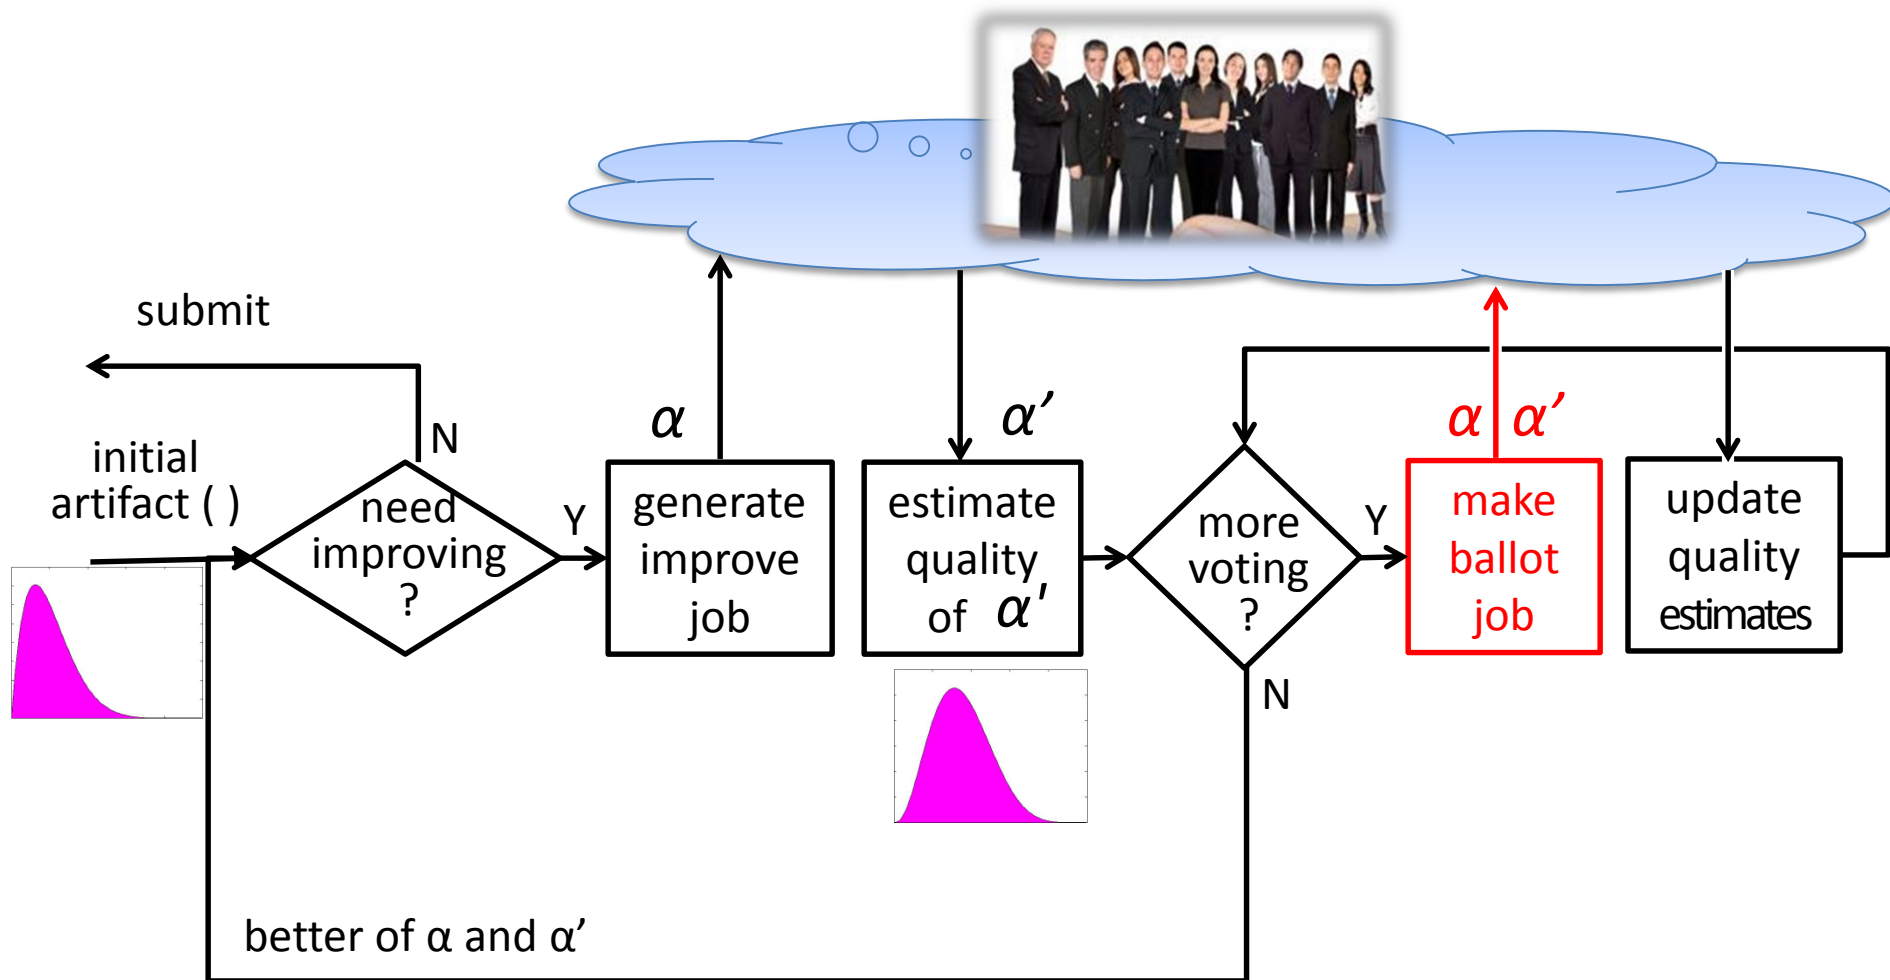 submit
α
α′
α α′
N
initial
artifact ( )
need
improving
?
Y
generate
improve
job
estimate
quality
of α'
more
voting
?
Y
make
ballot
job
update
quality
estimates
N
better of α and α’